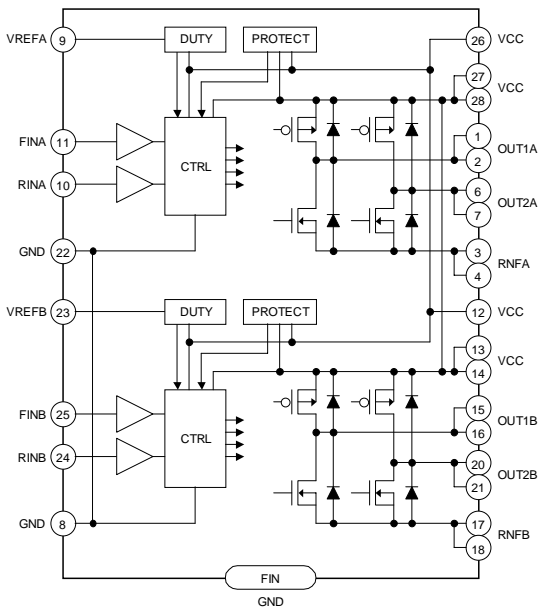 VREFA 9 DUTY PROTECT 26 VCC
27 VCC
28
FINA 11 1 OUT1A
CTRL 2
RINA 10 6 OUT2A
7
GND 22 3 RNFA
4
VREFB 23 DUTY PROTECT 12 VCC
13 VCC
14
FINB 25 15 OUT1B
CTRL 16
RINB 24 20 OUT2B
21
GND 8 17 RNFB
18
FIN
GND